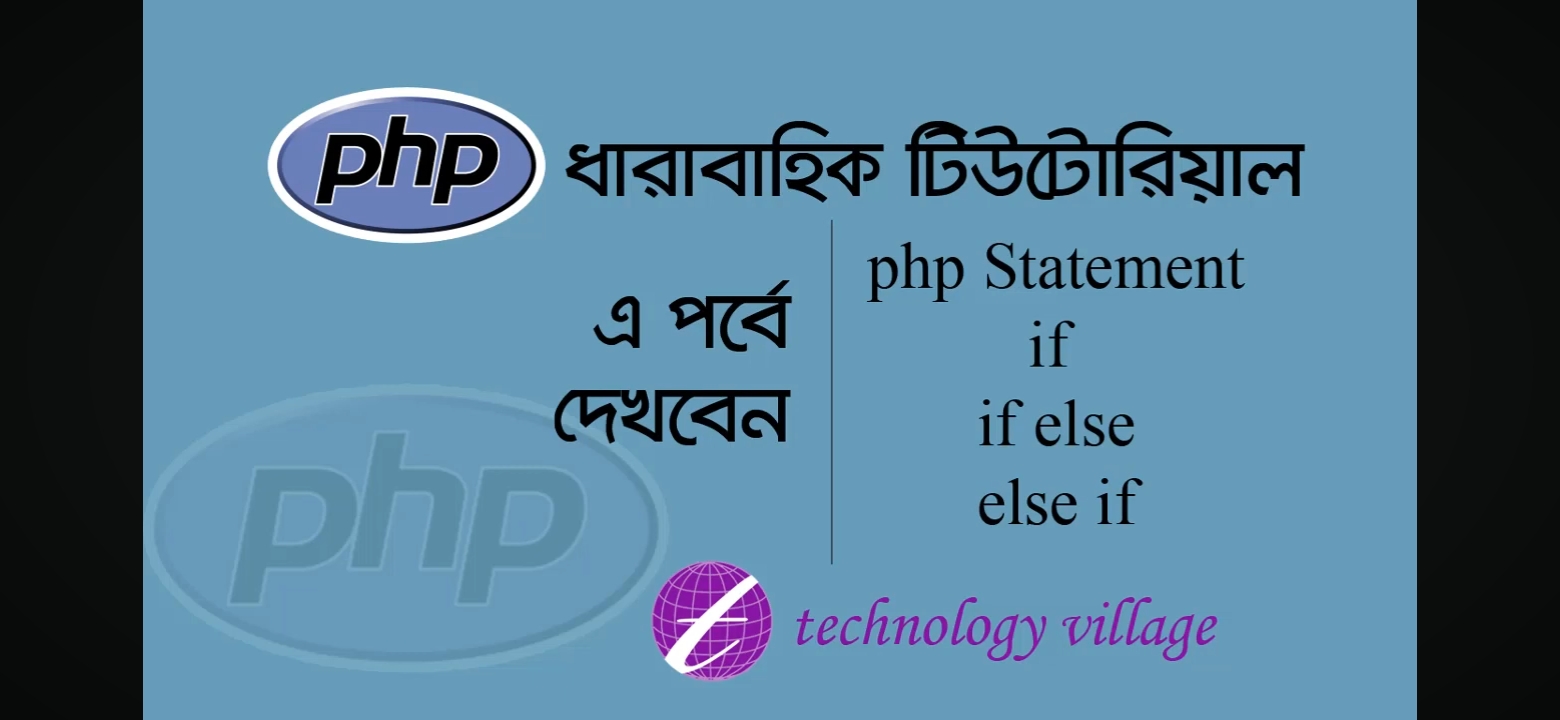 php ধারাবাহিক টিউটোরিয়াল
এ পর্বে
দেখবেন
php Statement
if
if else
else if
php
t technology village